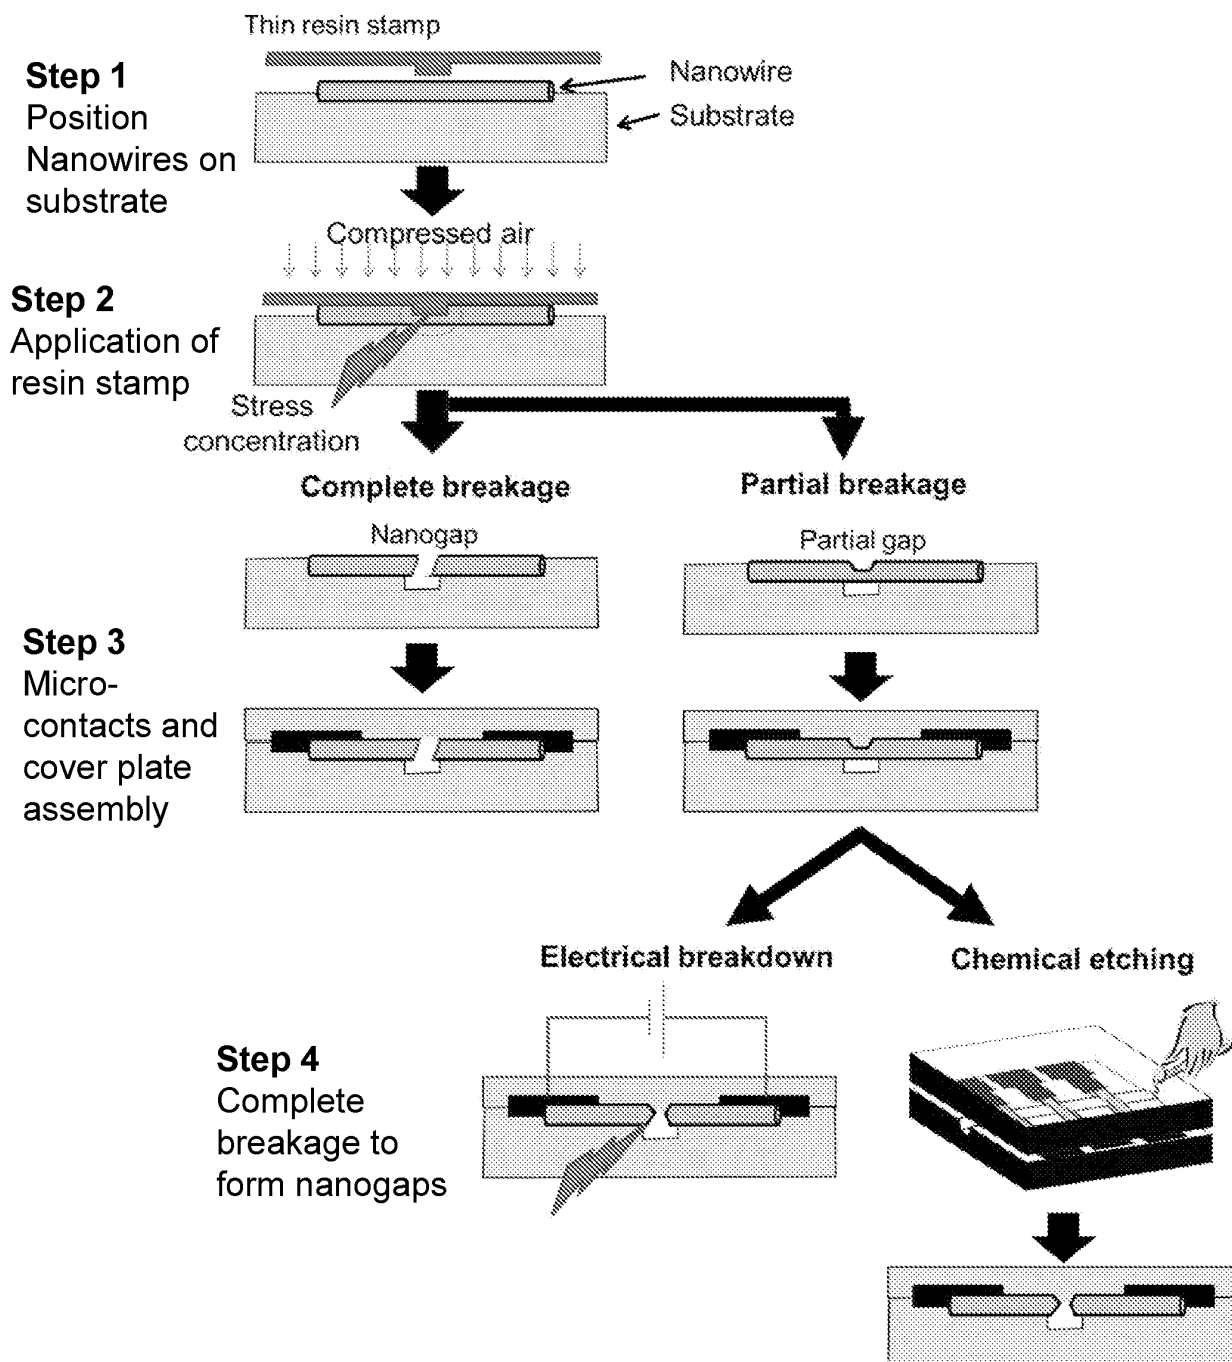 Thin resin stamp
Step 1
Position
Nanowires on
substrate
Nanowire
Substrate
Compressed air
Step 2
Application of
resin stamp
Stress
concentration
Complete breakage
Partial breakage
Nanogap
Partial gap
Step 3
Micro-
contacts and
cover plate
assembly
Electrical breakdown
Chemical etching
Step 4
Complete
breakage to
form nanogaps